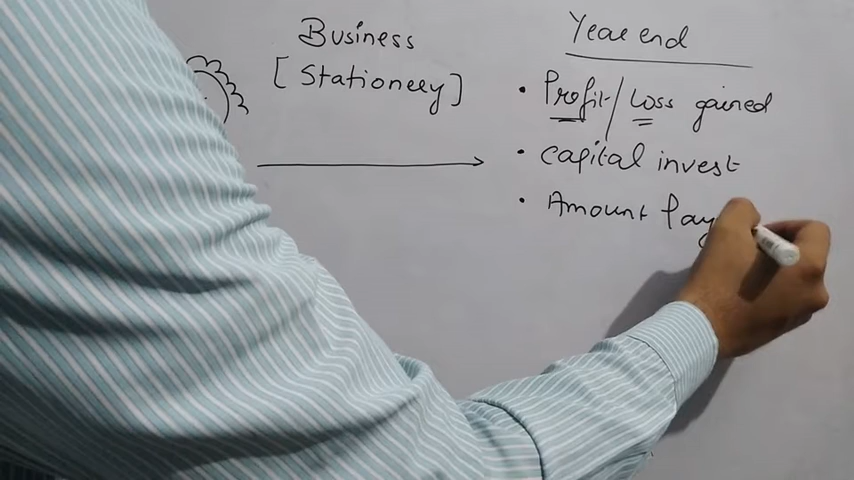 Business
[Stationery]
Year end
• Profit/Loss gained
• capital invest
• Amount Pay